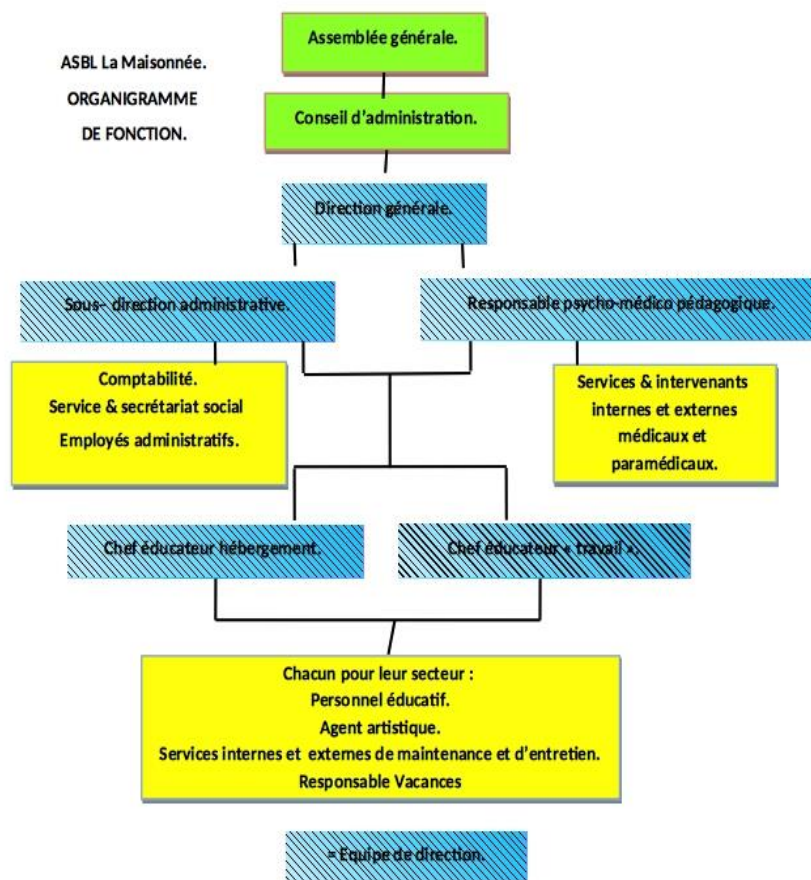 Assemblée générale.
ASBL La Maisonnée.
ORGANIGRAMME
DE FONCTION.
Conseil d'administration.
Direction générale.
Sous– direction administrative.
Responsable psycho-médico pédagogique.
Comptabilité.
Service & secrétariat social
Employés administratifs.
Services & intervenants
internes et externes
médicaux et
paramédicaux.
Chef éducateur hébergement.
Chef éducateur « travail ».
Chacun pour leur secteur :
Personnel éducatif.
Agent artistique.
Services internes et externes de maintenance et d'entretien.
Responsable Vacances
= Equipe de direction.